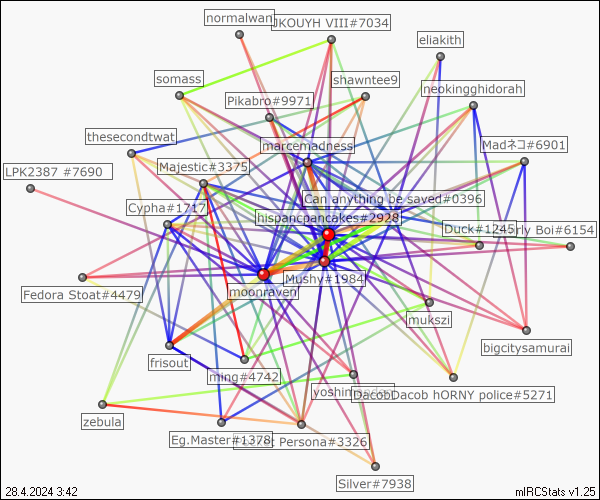 normalwan
JKOUYH VIII#7034
eliakith
somass
shawntee9
neokingghidorah
Pikabro#9971
thesecondtwat
marcemadness
Madネコ#6901
LPK2387 #7690
Majestic#3375
Can anything be saved#0396
Cypha#1717
hispancpancakes#2928
Duck#1245
rly Boi#6154
Mushy#1984
Fedora Stoat#4479
moonraven
mukszi
bigcitysamurai
frisout
ming#4742
DacobDacob hORNY police#5271
zebula
Eg.Master#1378
Persona#3326
Silver#7938
28.4.2024 3:42
mIRCStats v1.25